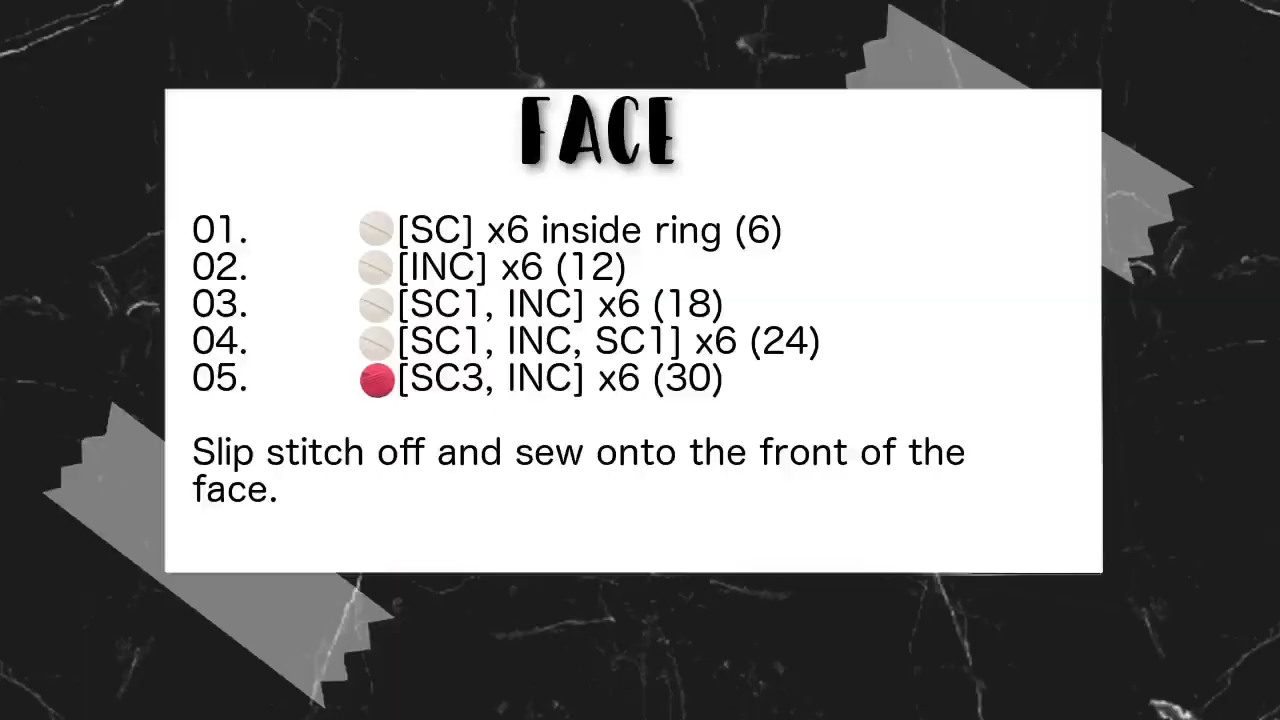 FACE
01. [SC] x6 inside ring (6)
02. [INC] x6 (12)
03. [SC1, INC] x6 (18)
04. [SC1, INC, SC1] x6 (24)
05. [SC3, INC] x6 (30)
Slip stitch off and sew onto the front of the
face.